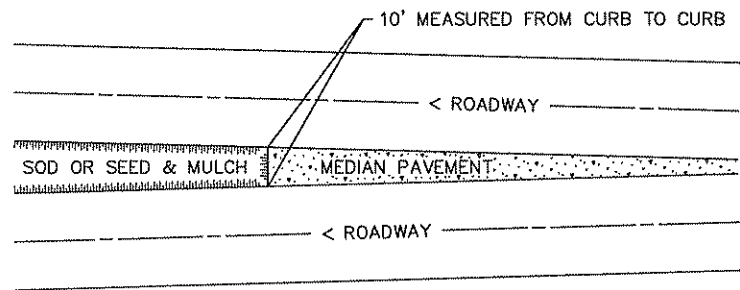 10' MEASURED FROM CURB TO CURB
< ROADWAY
SOD OR SEED & MULCH
MEDIAN PAVEMENT
< ROADWAY